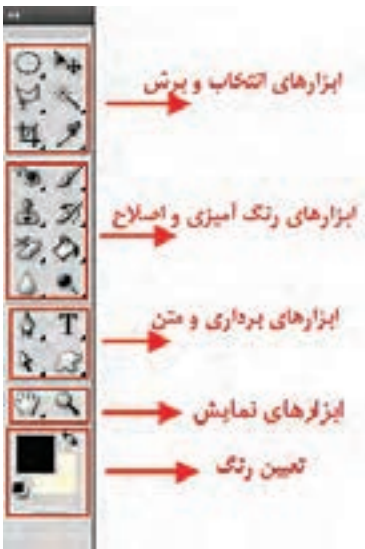 ابزارهای انتخاب و برش
ابزارهای رنگ آمیزی و اصلاح
ابزارهای برداری و متن
ابزارهای نمایش
تعیین رنگ